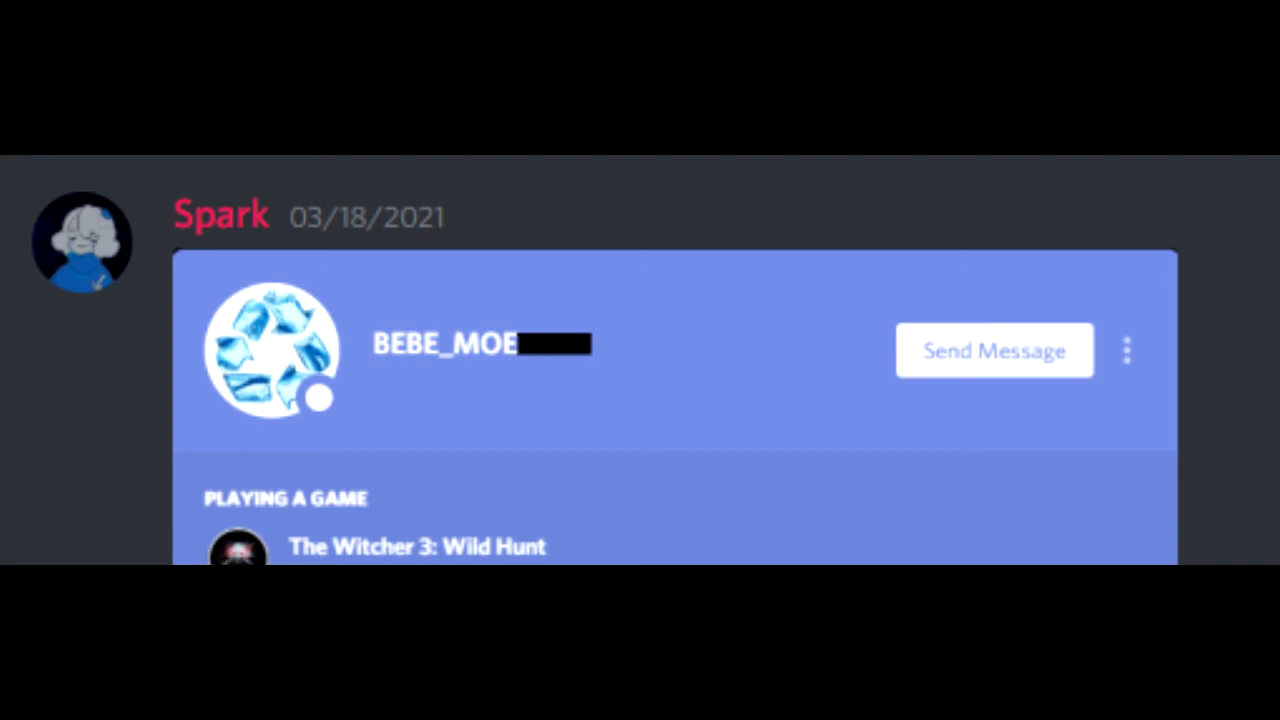 Spark 03/18/2021
BEBE_MOE
Send Message
PLAYING A GAME
The Witcher 3: Wild Hunt